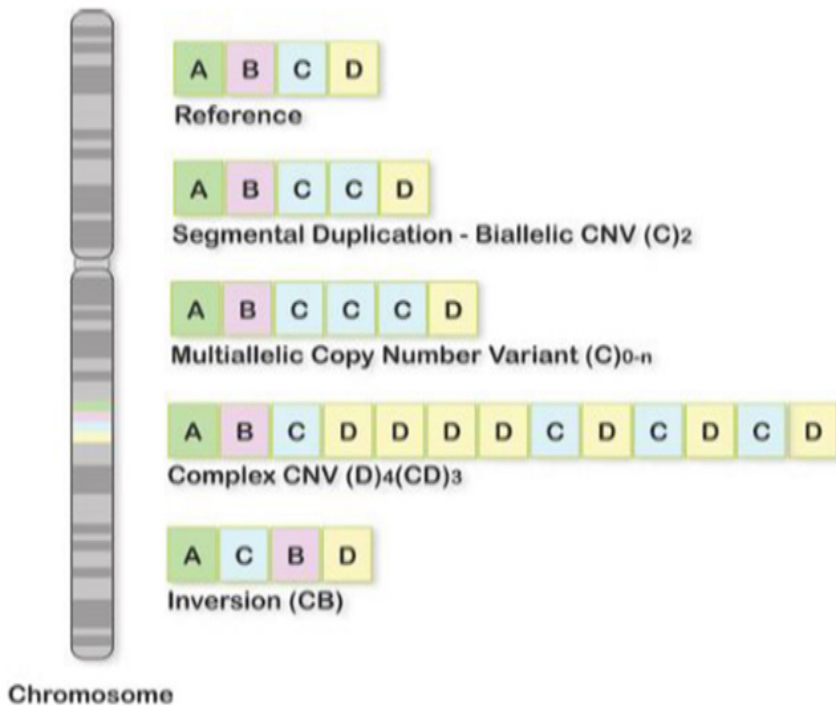 A B C D
Reference
A B C C D
Segmental Duplication - Biallelic CNV (C)2
A B C C C D
Multiallelic Copy Number Variant (C)0-n
A B C D D D D C D C D C D
Complex CNV (D)4(CD)3
A C B D
Inversion (CB)
Chromosome